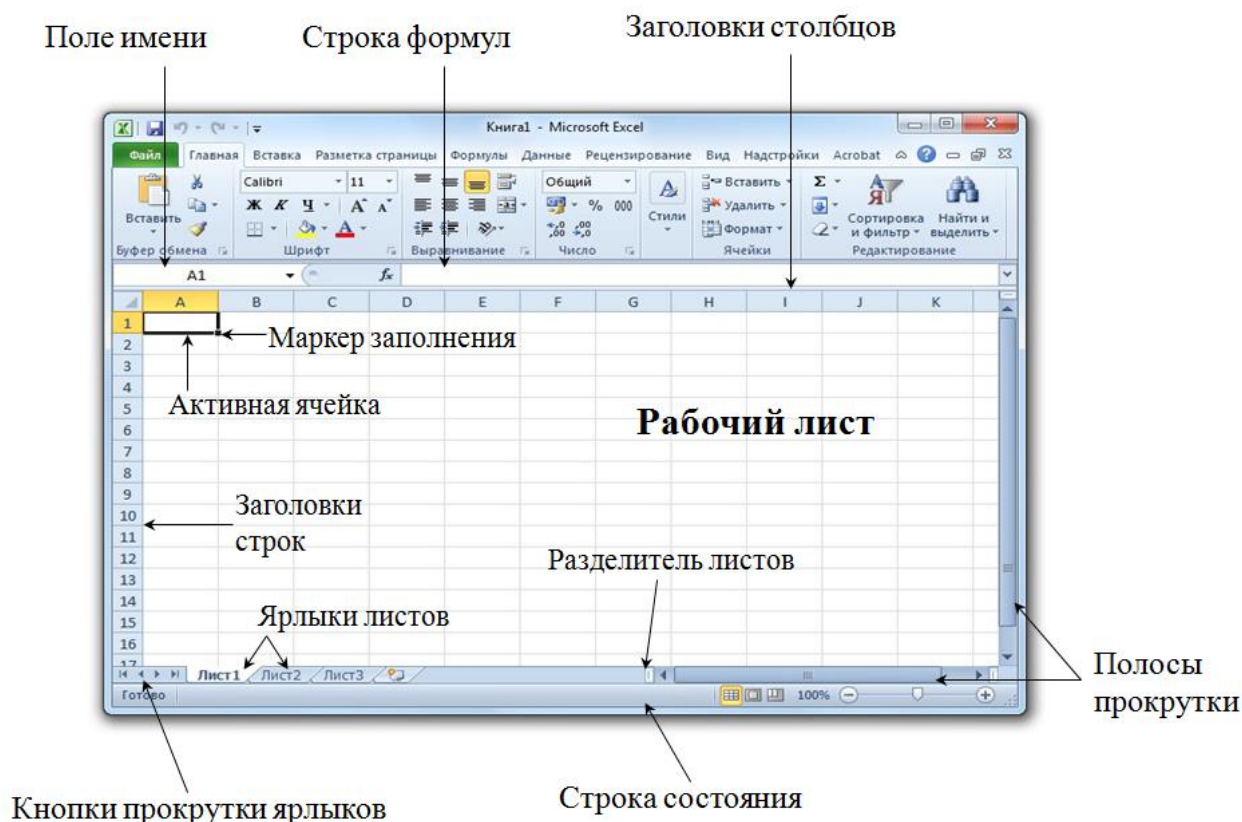 Поле имени
Строка формул
Заголовки столбцов
Книга1 - Microsoft Excel
Файл Главная Вставка Разметка страницы Формулы Данные Рецензирование Вид Надстройки Acrobat
Calibri 11 Общий Вставить Σ
Ж К Ч % 000 Стили Удалить Сортировка Найти и
Вставить Формат и фильтр выделить
Буфер обмена Шрифт Выравнивание Число Ячейки Редактирование
A1 fx
A B C D E F G H I J K
1
Маркер заполнения
2
3
4
Активная ячейка
5
Рабочий лист
6
7
8
9
Заголовки
10
строк
11
12
Разделитель листов
13
14
Ярлыки листов
15
16
17
Лист1 Лист2 Лист3
Готово 100%
Полосы
прокрутки
Строка состояния
Кнопки прокрутки ярлыков